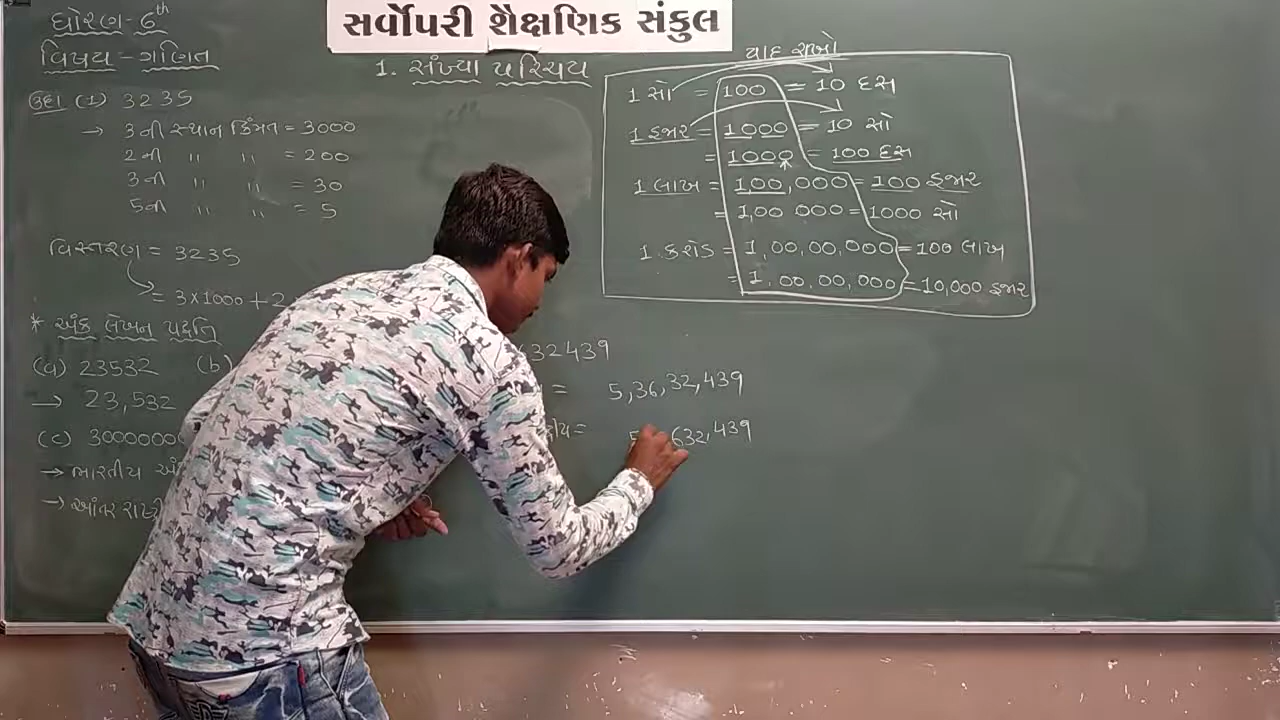 સર્વોપરી શૈક્ષણિક સંકુલ
ધોરણ-6th
વિષય - ગણિત
1. સંખ્યા પરિચય
ઉદા (1) 3235
→ 3ની સ્થાન કિંમત = 3000
2ની " " = 200
3ની " " = 30
5ની " " = 5
વિસ્તરણ = 3235
= 3×1000 + 2
* અંક લેખન પદ્ધતિ
(a) 23532 (b)
→ 23,532
(c) 3000000
→ ભારતીય
→ આંતર
યાદ રાખો
1 સો = 100 = 10 દસ
1 હજાર = 1000 = 10 સો
= 1000 = 100 દસ
1 લાખ = 1,00,000 = 100 હજાર
= 1,00 000 = 1000 સો
1 કરોડ = 1,00,00,000 = 100 લાખ
= 1,00,00,000 = 10,000 હજાર
632439
= 5,36,32,439
= 5 632,439